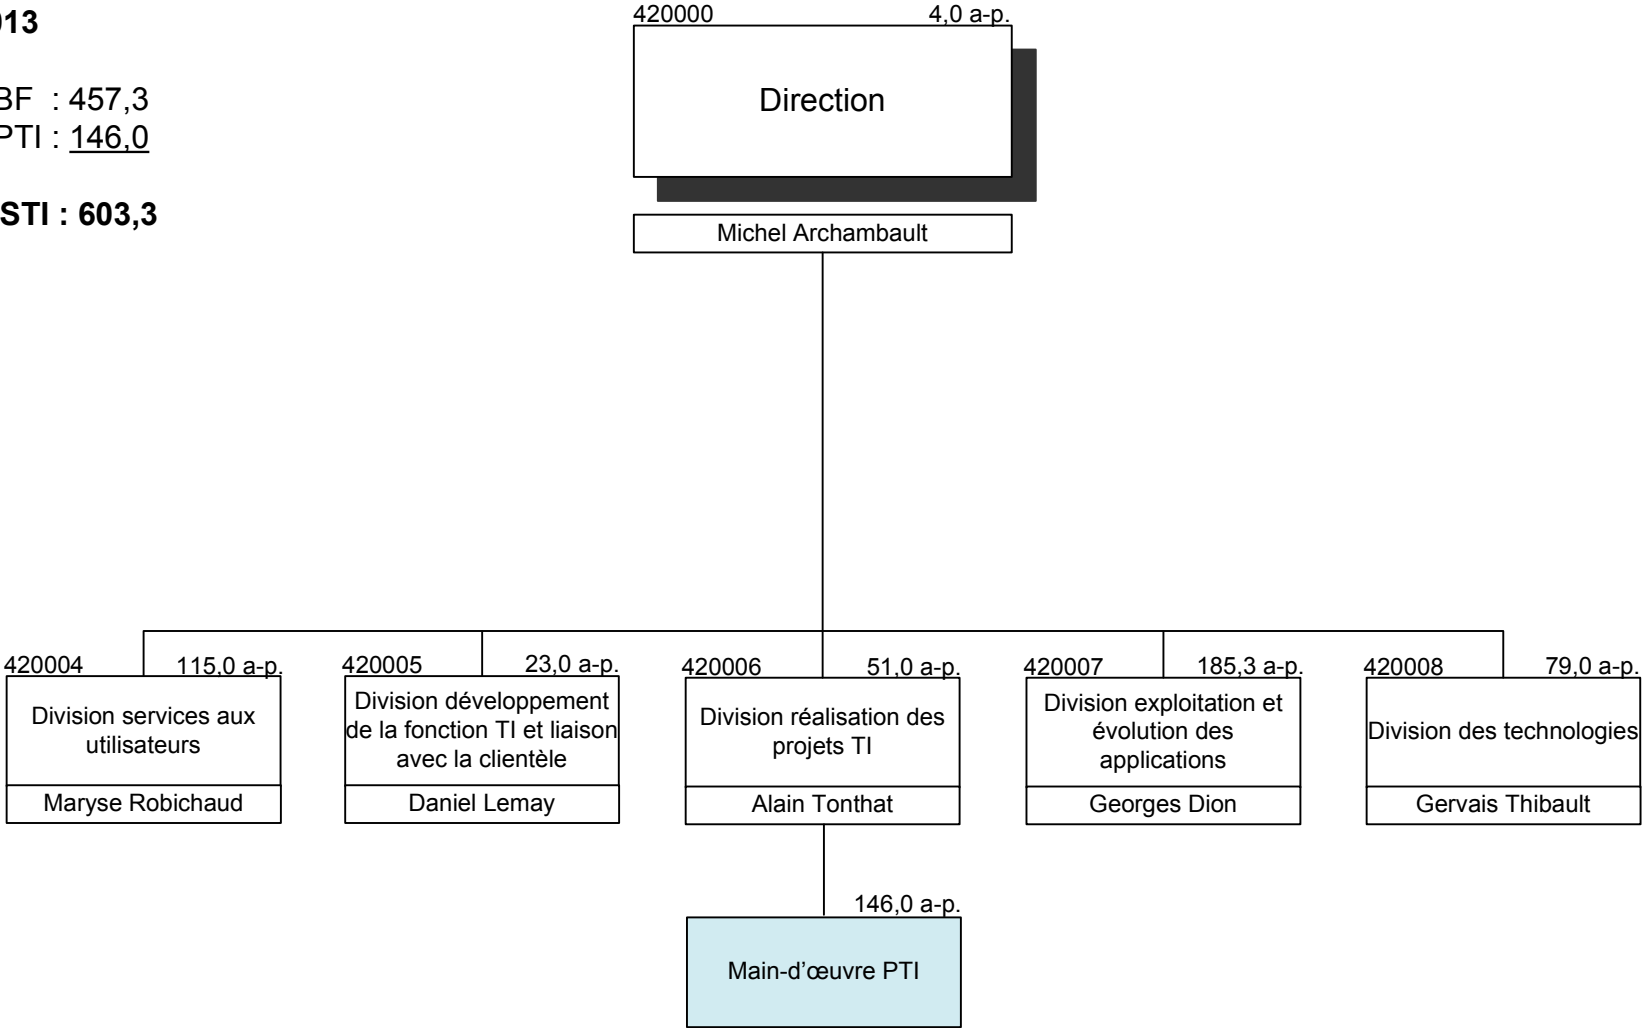 013
BF : 457,3
PTI : 146,0
STI : 603,3
420000 4,0 a-p.
Direction
Michel Archambault
420004 115,0 a-p.
Division services aux
utilisateurs
Maryse Robichaud
420005 23,0 a-p.
Division développement
de la fonction TI et liaison
avec la clientèle
Daniel Lemay
420006 51,0 a-p.
Division réalisation des
projets TI
Alain Tonthat
420007 185,3 a-p.
Division exploitation et
évolution des
applications
Georges Dion
420008 79,0 a-p.
Division des technologies
Gervais Thibault
146,0 a-p.
Main-d'œuvre PTI